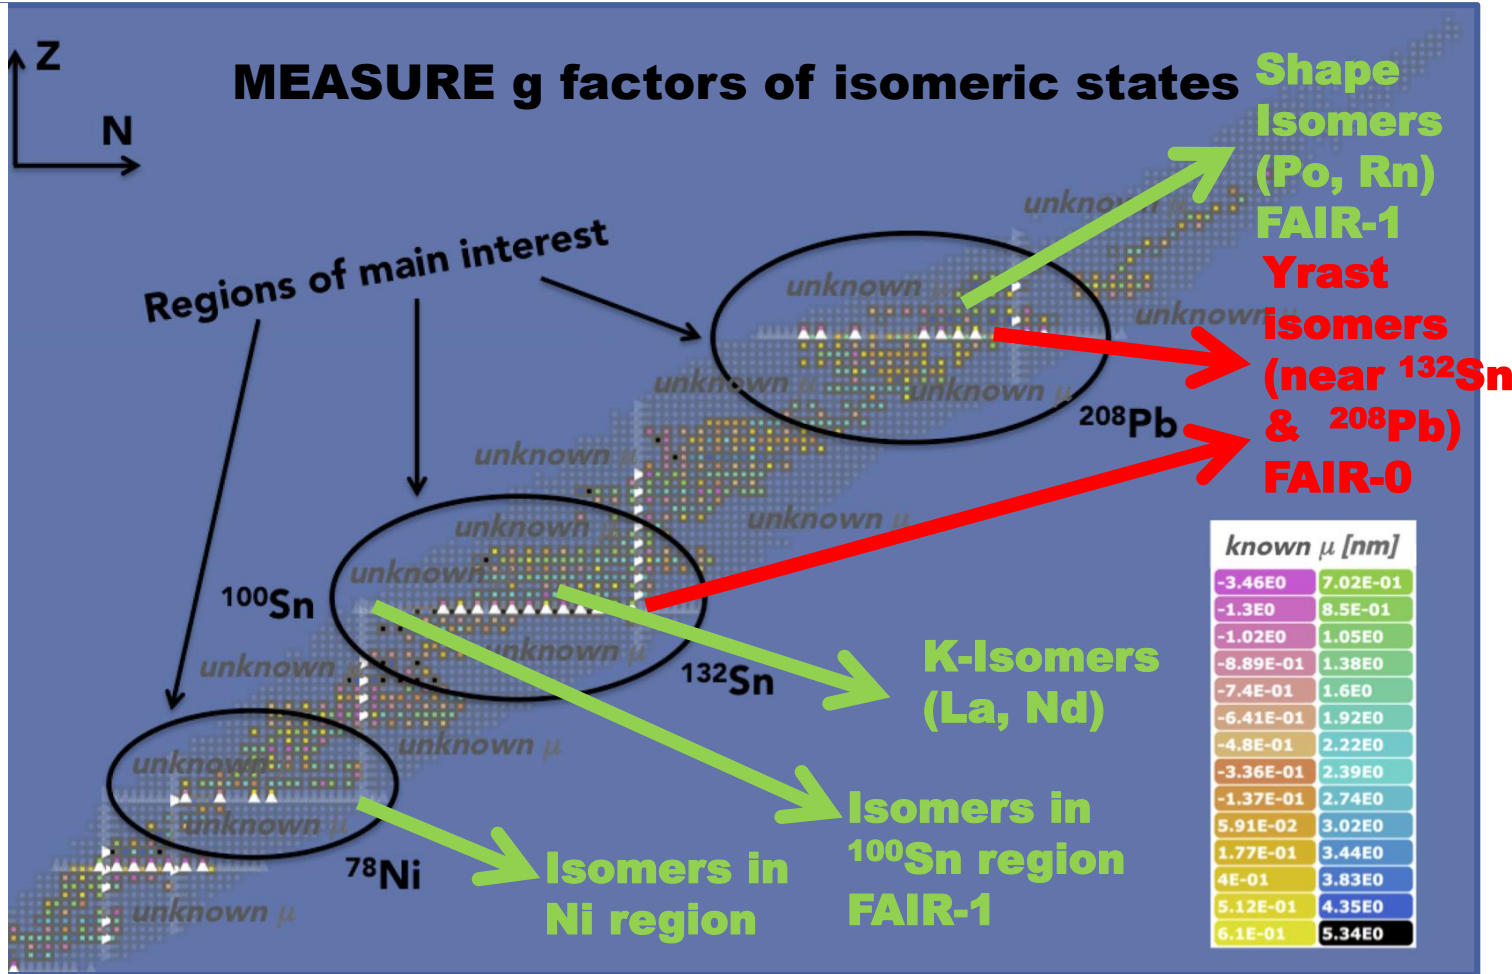 Z
N
MEASURE g factors of isomeric states
Shape
Isomers
(Po, Rn)
FAIR-1
Regions of main interest
unknown μ
unknown μ
unknown μ
Yrast
isomers
(near ¹³²Sn
& ²⁰⁸Pb)
FAIR-0
unknown μ
unknown μ
²⁰⁸Pb
unknown μ
unknown μ
unknown μ
unknown
¹⁰⁰Sn
unknown μ
unknown μ
¹³²Sn
K-Isomers
(La, Nd)
unknown μ
unknown
unknown μ
⁷⁸Ni
unknown μ
Isomers in
Ni region
Isomers in
¹⁰⁰Sn region
FAIR-1
known μ [nm]
-3.46E0 7.02E-01
-1.3E0 8.5E-01
-1.02E0 1.05E0
-8.89E-01 1.38E0
-7.4E-01 1.6E0
-6.41E-01 1.92E0
-4.8E-01 2.22E0
-3.36E-01 2.39E0
-1.37E-01 2.74E0
5.91E-02 3.02E0
1.77E-01 3.44E0
4E-01 3.83E0
5.12E-01 4.35E0
6.1E-01 5.34E0